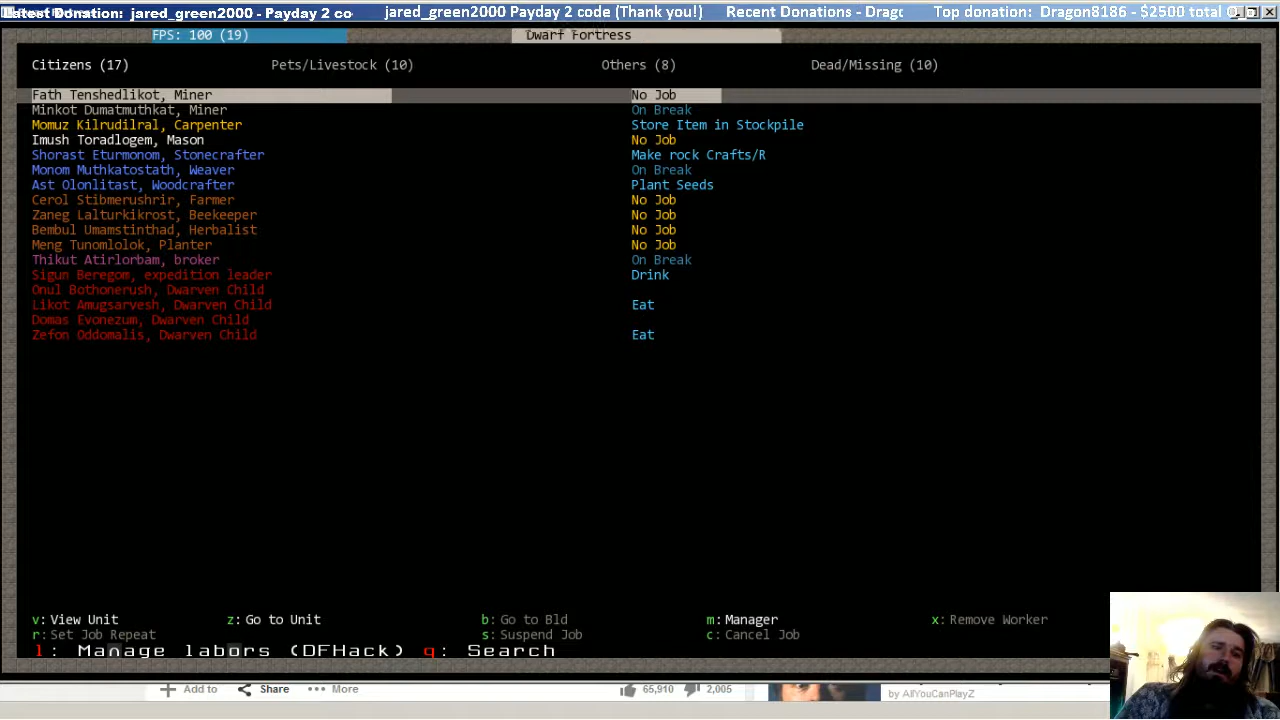 Latest Donation: jared_green2000 - Payday 2 co jared_green2000 Payday 2 code (Thank you!) Recent Donations - Drago Top donation: Dragon8186 - $2500 total
FPS: 100 (19) Dwarf Fortress
Citizens (17) Pets/Livestock (10) Others (8) Dead/Missing (10)
Fath Tenshedlikot, Miner No Job
Minkot Dumatmuthkat, Miner On Break
Momuz Kilrudilral, Carpenter Store Item in Stockpile
Imush Toradlogem, Mason No Job
Shorast Eturmonom, Stonecrafter Make rock Crafts/R
Monom Muthkatostath, Weaver On Break
Ast Olonlitast, Woodcrafter Plant Seeds
Cerol Stibmerushrir, Farmer No Job
Zaneg Lalturkikrost, Beekeeper No Job
Bembul Umamstinthad, Herbalist No Job
Meng Tunomlolok, Planter No Job
Thikut Atirlorbam, broker On Break
Sigun Beregom, expedition leader Drink
Onul Bothonerush, Dwarven Child
Likot Amugsarvesh, Dwarven Child Eat
Domas Evonezum, Dwarven Child
Zefon Oddomalis, Dwarven Child Eat
v: View Unit z: Go to Unit b: Go to Bld m: Manager x: Remove Worker
r: Set Job Repeat s: Suspend Job c: Cancel Job
l: Manage labors (DFHack) q: Search
Add to Share More 65,910 2,005
by AllYouCanPlayZ